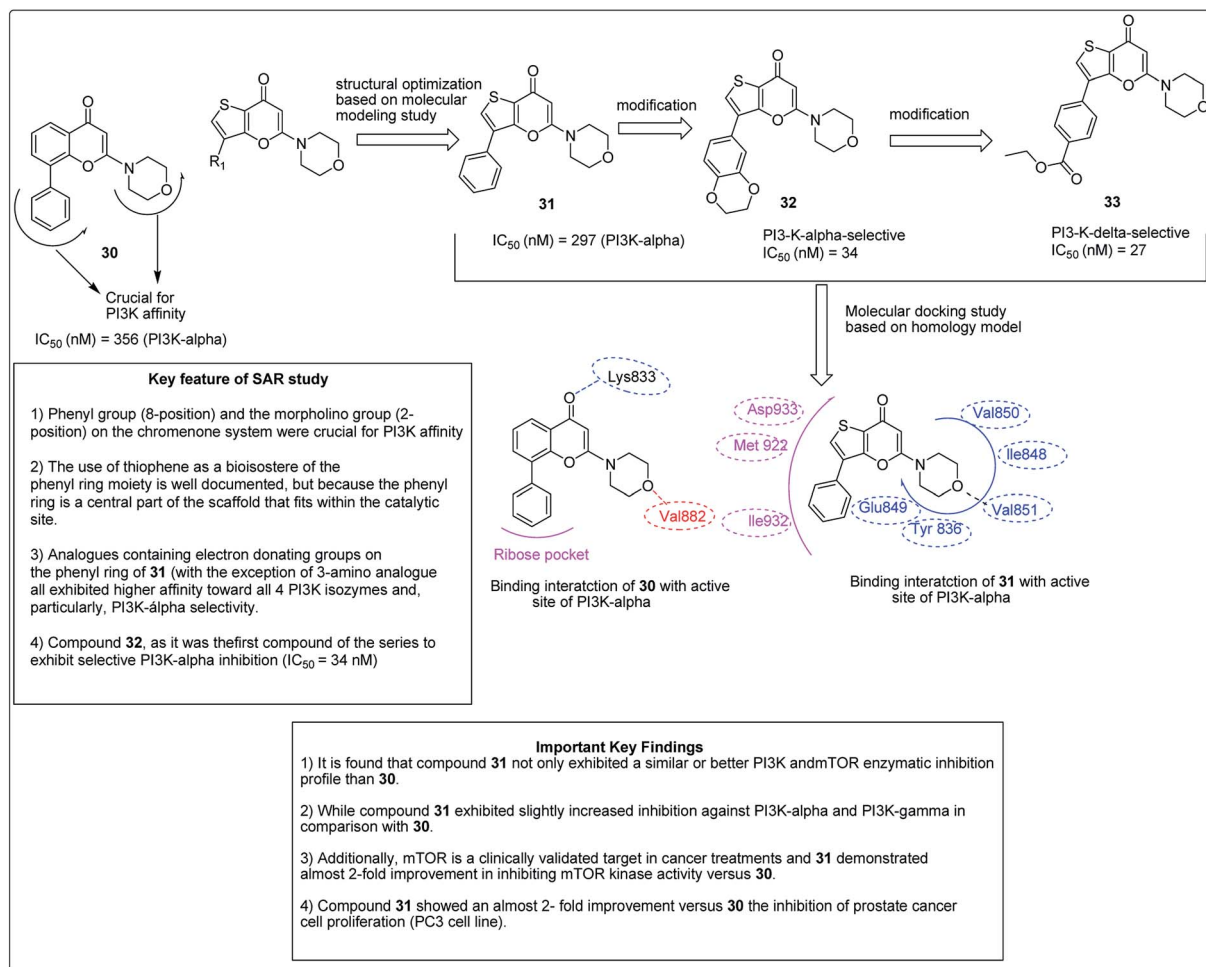 O
S
O
R1
O
N
O
O
O
N
O
30
Crucial for
PI3K affinity
IC50 (nM) = 356 (PI3K-alpha)
structural optimization
based on molecular
modeling study
S
O
O
N
O
31
IC50 (nM) = 297 (PI3K-alpha)
modification
S
O
O
N
O
O
O
32
PI3-K-alpha-selective
IC50 (nM) = 34
modification
S
O
O
N
O
O
O
33
PI3-K-delta-selective
IC50 (nM) = 27
Molecular docking study
based on homology model
Key feature of SAR study
1) Phenyl group (8-position) and the morpholino group (2-
position) on the chromenone system were crucial for PI3K affinity
2) The use of thiophene as a bioisostere of the
phenyl ring moiety is well documented, but because the phenyl
ring is a central part of the scaffold that fits within the catalytic
site.
3) Analogues containing electron donating groups on
the phenyl ring of 31 (with the exception of 3-amino analogue
all exhibited higher affinity toward all 4 PI3K isozymes and,
particularly, PI3K-álpha selectivity.
4) Compound 32, as it was thefirst compound of the series to
exhibit selective PI3K-alpha inhibition (IC50 = 34 nM)
Lys833
O
O
N
O
Val882
Ribose pocket
Binding interatction of 30 with active
site of PI3K-alpha
Asp933
Met 922
Ile932
S
O
O
N
O
Val850
Ile848
Val851
Glu849
Tyr 836
Binding interatction of 31 with active
site of PI3K-alpha
Important Key Findings
1) It is found that compound 31 not only exhibited a similar or better PI3K andmTOR enzymatic inhibition
profile than 30.
2) While compound 31 exhibited slightly increased inhibition against PI3K-alpha and PI3K-gamma in
comparison with 30.
3) Additionally, mTOR is a clinically validated target in cancer treatments and 31 demonstrated
almost 2-fold improvement in inhibiting mTOR kinase activity versus 30.
4) Compound 31 showed an almost 2- fold improvement versus 30 the inhibition of prostate cancer
cell proliferation (PC3 cell line).